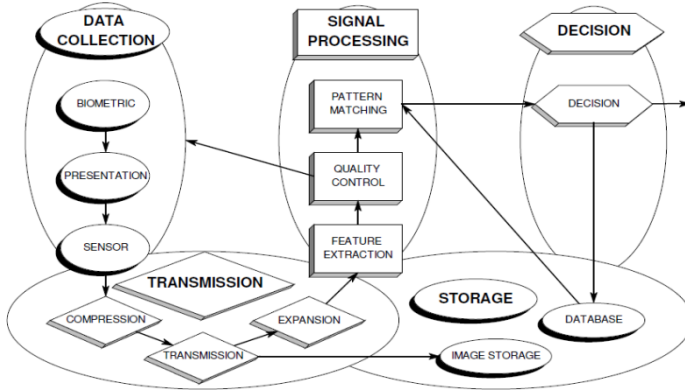 DATA
COLLECTION
SIGNAL
PROCESSING
DECISION
BIOMETRIC
PATTERN
MATCHING
DECISION
PRESENTATION
QUALITY
CONTROL
SENSOR
FEATURE
EXTRACTION
TRANSMISSION
STORAGE
COMPRESSION
EXPANSION
DATABASE
TRANSMISSION
IMAGE STORAGE